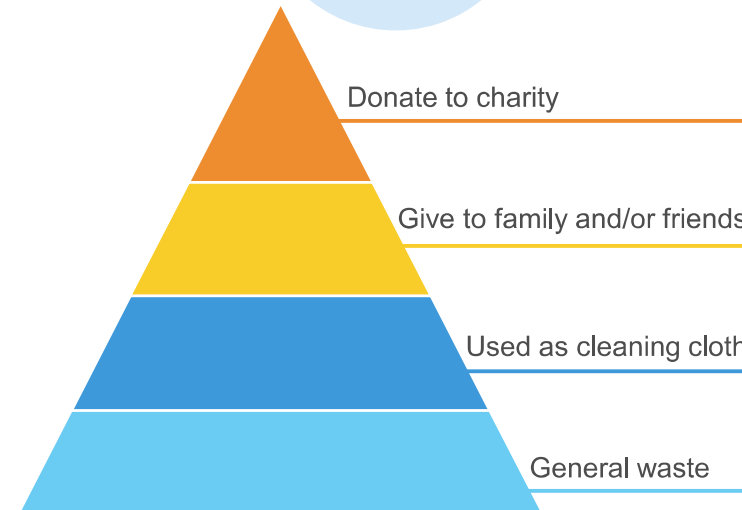 Donate to charity
Give to family and/or friends
Used as cleaning cloth
General waste